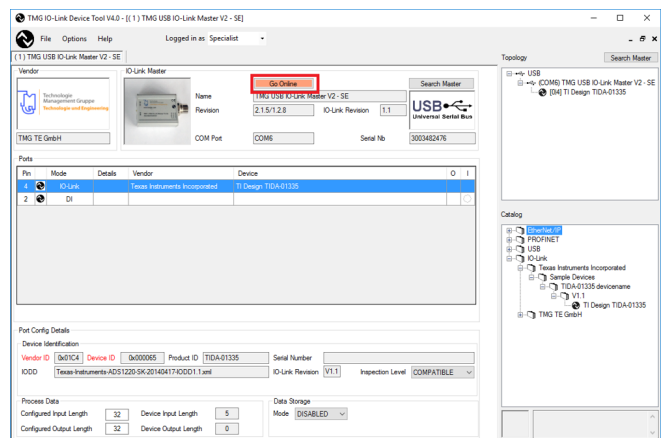 TMG IO-Link Device Tool V4.0 - [( 1 ) TMG USB IO-Link Master V2 - SE]
File Options Help Logged in as Specialist
( 1 ) TMG USB IO-Link Master V2 - SE
Vendor
Technologie
Management Gruppe
Technologie und Engineering
TMG TE GmbH
IO-Link Master
Go Online
Search Master
Name TMG USB IO-Link Master V2 - SE
Revision 2.1.5/1.2.8 IO-Link Revision 1.1
USB
Universal Serial Bus
COM Port COM6 Serial Nb 3003482476
Ports
Pin Mode Details Vendor Device O I
4 IO-Link Texas Instruments Incorporated TI Design TIDA-01335
2 DI
Port Config Details
Device Identification
Vendor ID 0x01C4 Device ID 0x000065 Product ID TIDA-01335 Serial Number
IODD Texas-Instruments-ADS1220-SK-20140417-IODD1.1.xml IO-Link Revision V1.1 Inspection Level COMPATIBLE
Process Data
Configured Input Length 32 Device Input Length 5
Configured Output Length 32 Device Output Length 0
Data Storage
Mode DISABLED
Topology Search Master
USB
(COM6) TMG USB IO-Link Master V2 - SE
[0\4] TI Design TIDA-01335
Catalog
EtherNet/IP
PROFINET
USB
IO-Link
Texas Instruments Incorporated
Sample Devices
TIDA-01335 devicename
V1.1
TI Design TIDA-01335
TMG TE GmbH